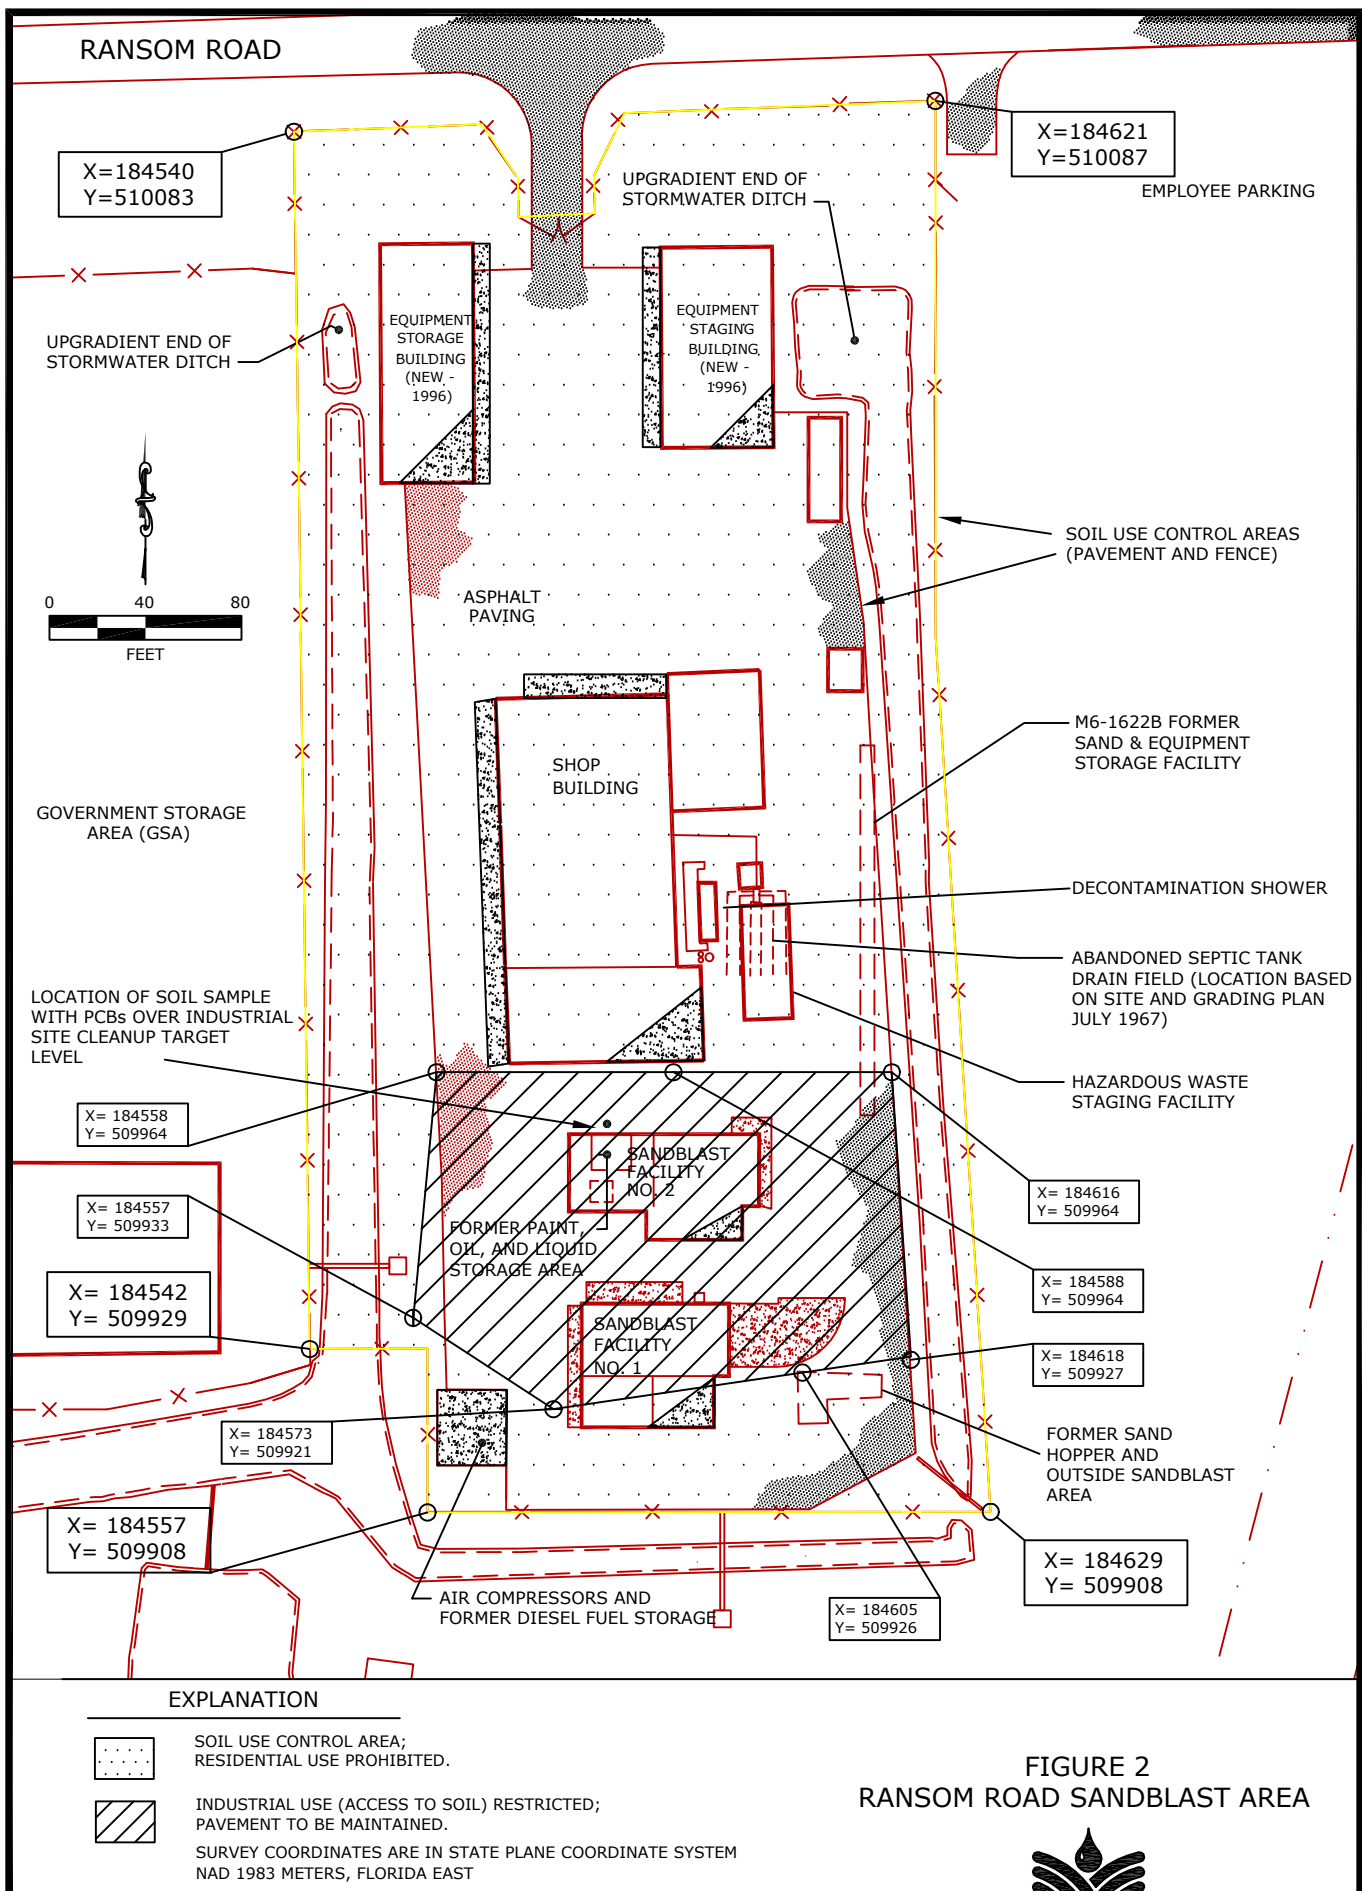 RANSOM ROAD
X=184540
Y=510083
X=184621
Y=510087
UPGRADIENT END OF
STORMWATER DITCH
EMPLOYEE PARKING
EQUIPMENT
STORAGE
BUILDING
(NEW -
1996)
EQUIPMENT
STAGING
BUILDING
(NEW -
1996)
UPGRADIENT END OF
STORMWATER DITCH
0 40 80
FEET
ASPHALT
PAVING
SOIL USE CONTROL AREAS
(PAVEMENT AND FENCE)
M6-1622B FORMER
SAND & EQUIPMENT
STORAGE FACILITY
SHOP
BUILDING
GOVERNMENT STORAGE
AREA (GSA)
DECONTAMINATION SHOWER
ABANDONED SEPTIC TANK
DRAIN FIELD (LOCATION BASED
ON SITE AND GRADING PLAN
JULY 1967)
LOCATION OF SOIL SAMPLE
WITH PCBs OVER INDUSTRIAL
SITE CLEANUP TARGET
LEVEL
HAZARDOUS WASTE
STAGING FACILITY
X= 184558
Y= 509964
SANDBLAST
FACILITY
NO. 2
X= 184557
Y= 509933
X= 184616
Y= 509964
FORMER PAINT,
OIL, AND LIQUID
STORAGE AREA
X= 184542
Y= 509929
X= 184588
Y= 509964
SANDBLAST
FACILITY
NO. 1
X= 184618
Y= 509927
X= 184573
Y= 509921
FORMER SAND
HOPPER AND
OUTSIDE SANDBLAST
AREA
X= 184557
Y= 509908
X= 184629
Y= 509908
AIR COMPRESSORS AND
FORMER DIESEL FUEL STORAGE
X= 184605
Y= 509926
EXPLANATION
SOIL USE CONTROL AREA;
RESIDENTIAL USE PROHIBITED.
INDUSTRIAL USE (ACCESS TO SOIL) RESTRICTED;
PAVEMENT TO BE MAINTAINED.
SURVEY COORDINATES ARE IN STATE PLANE COORDINATE SYSTEM
NAD 1983 METERS, FLORIDA EAST
FIGURE 2
RANSOM ROAD SANDBLAST AREA